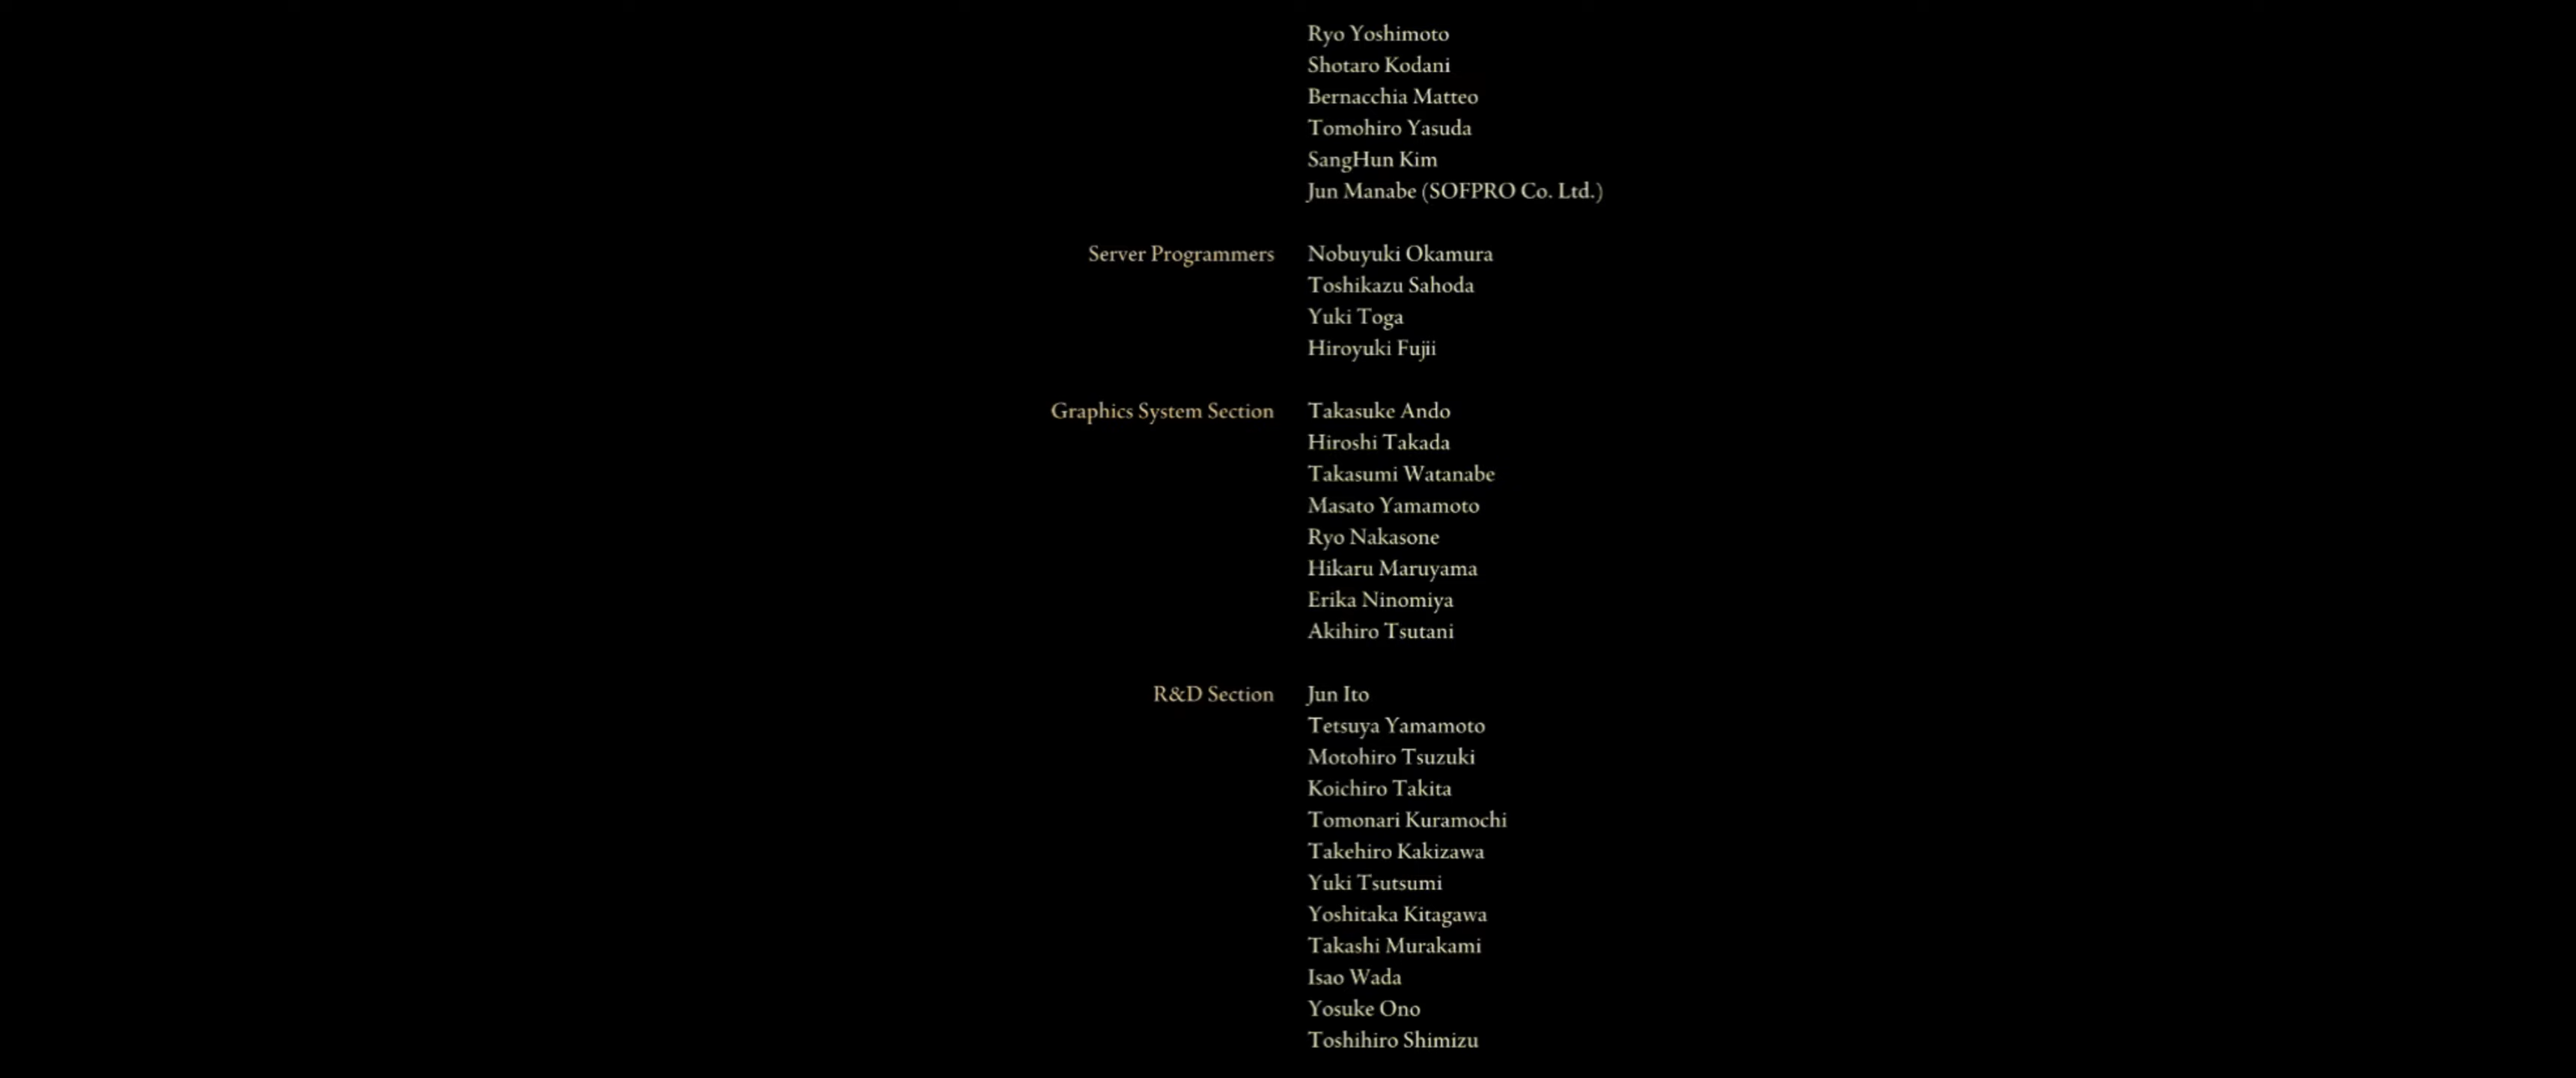 Ryo Yoshimoto
Shotaro Kodani
Bernacchia Matteo
Tomohiro Yasuda
SangHun Kim
Jun Manabe (SOFPRO Co. Ltd.)
Server Programmers Nobuyuki Okamura
Toshikazu Sahoda
Yuki Toga
Hiroyuki Fujii
Graphics System Section Takasuke Ando
Hiroshi Takada
Takasumi Watanabe
Masato Yamamoto
Ryo Nakasone
Hikaru Maruyama
Erika Ninomiya
Akihiro Tsutani
R&D Section Jun Ito
Tetsuya Yamamoto
Motohiro Tsuzuki
Koichiro Takita
Tomonari Kuramochi
Takehiro Kakizawa
Yuki Tsutsumi
Yoshitaka Kitagawa
Takashi Murakami
Isao Wada
Yosuke Ono
Toshihiro Shimizu